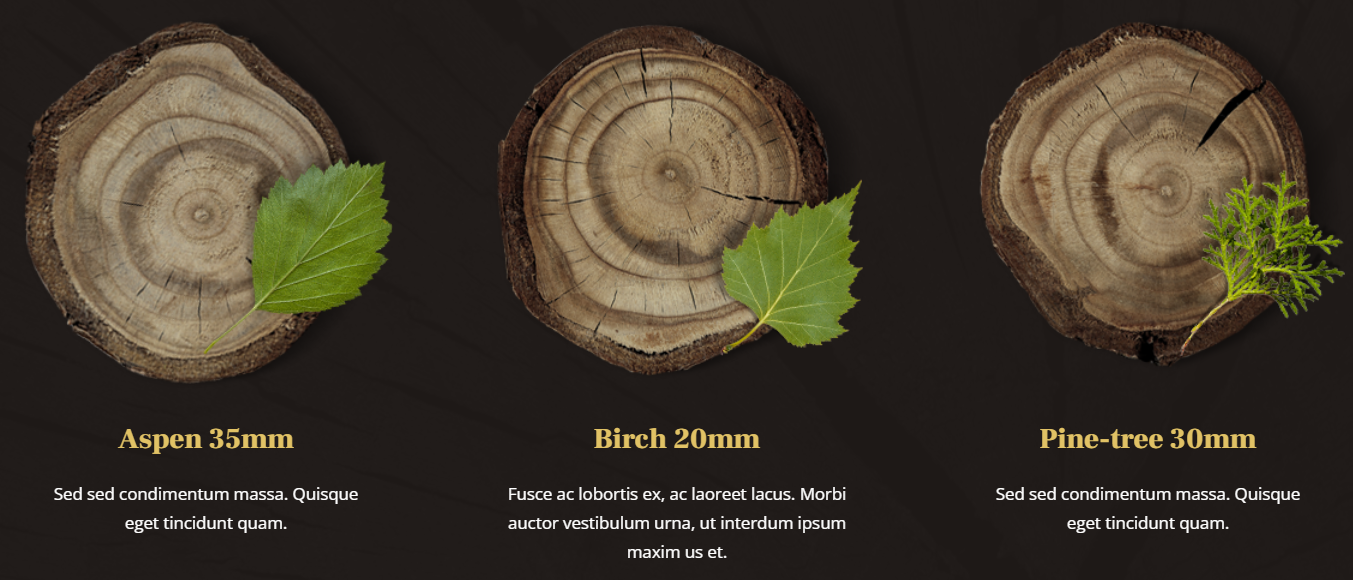 Aspen 35mm
Sed sed condimentum massa. Quisque
eget tincidunt quam.
Birch 20mm
Fusce ac lobortis ex, ac laoreet lacus. Morbi
auctor vestibulum urna, ut interdum ipsum
maxim us et.
Pine-tree 30mm
Sed sed condimentum massa. Quisque
eget tincidunt quam.